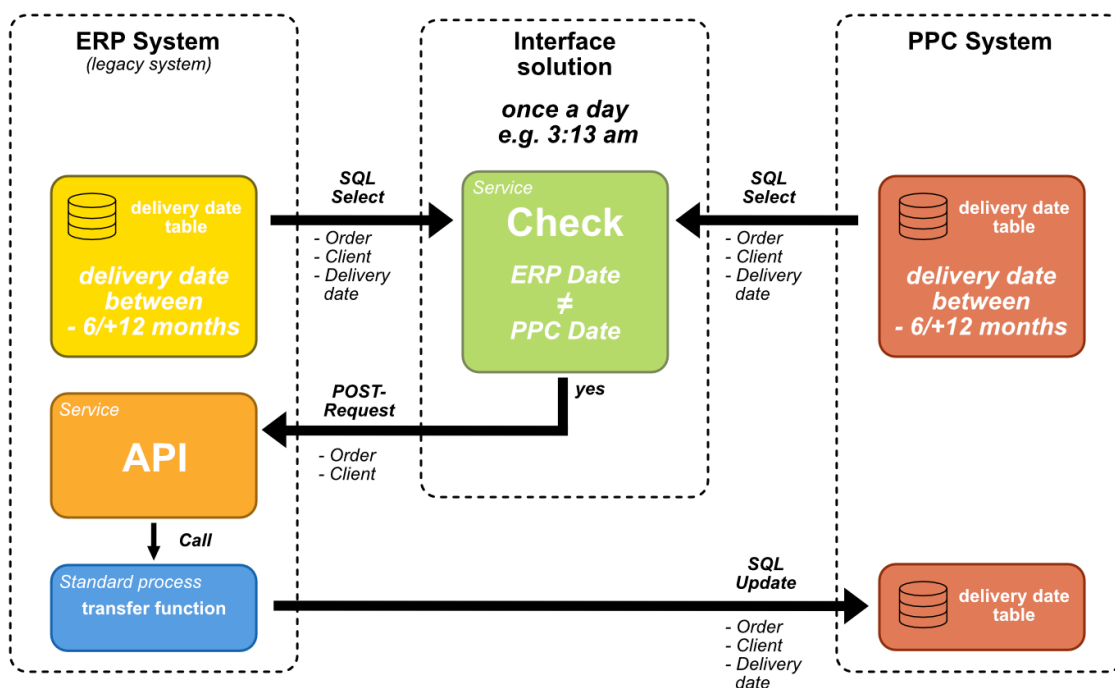 ERP System
(legacy system)
Interface
solution
once a day
e.g. 3:13 am
PPC System
delivery date
table
delivery date
between
- 6/+12 months
SQL
Select
- Order
- Client
- Delivery
date
Service
Check
ERP Date
≠
PPC Date
SQL
Select
- Order
- Client
- Delivery
date
delivery date
table
delivery date
between
- 6/+12 months
yes
POST-
Request
- Order
- Client
Service
API
Call
Standard process
transfer function
SQL
Update
- Order
- Client
- Delivery
date
delivery date
table